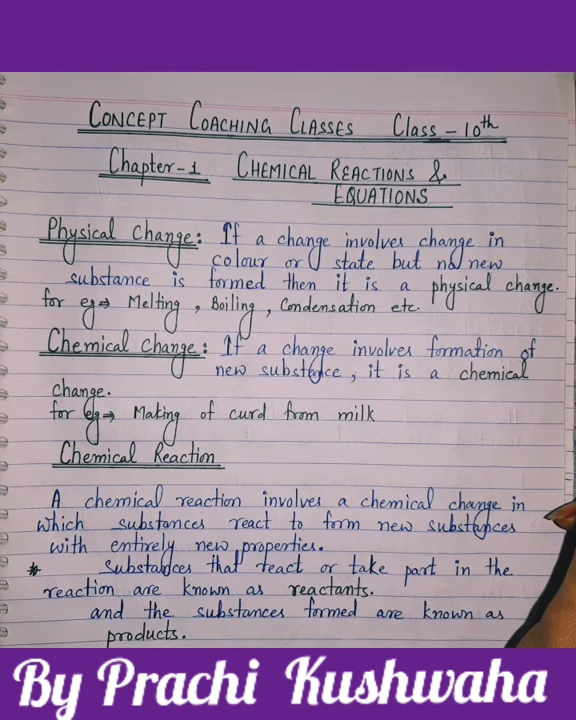 CONCEPT COACHING CLASSES Class - 10th
Chapter-1 CHEMICAL REACTIONS &
EQUATIONS
Physical Change: If a change involves change in
colour or state but no new
substance is formed then it is a physical change.
for eg⇒ Melting, Boiling, Condensation etc.
Chemical Change: If a change involves formation of
new substance, it is a chemical
change.
for eg⇒ Making of curd from milk
Chemical Reaction
A chemical reaction involves a chemical change in
which substances react to form new substances
with entirely new properties.
* Substances that react or take part in the
reaction are known as reactants.
and the substances formed are known as
products.
By Prachi Kushwaha